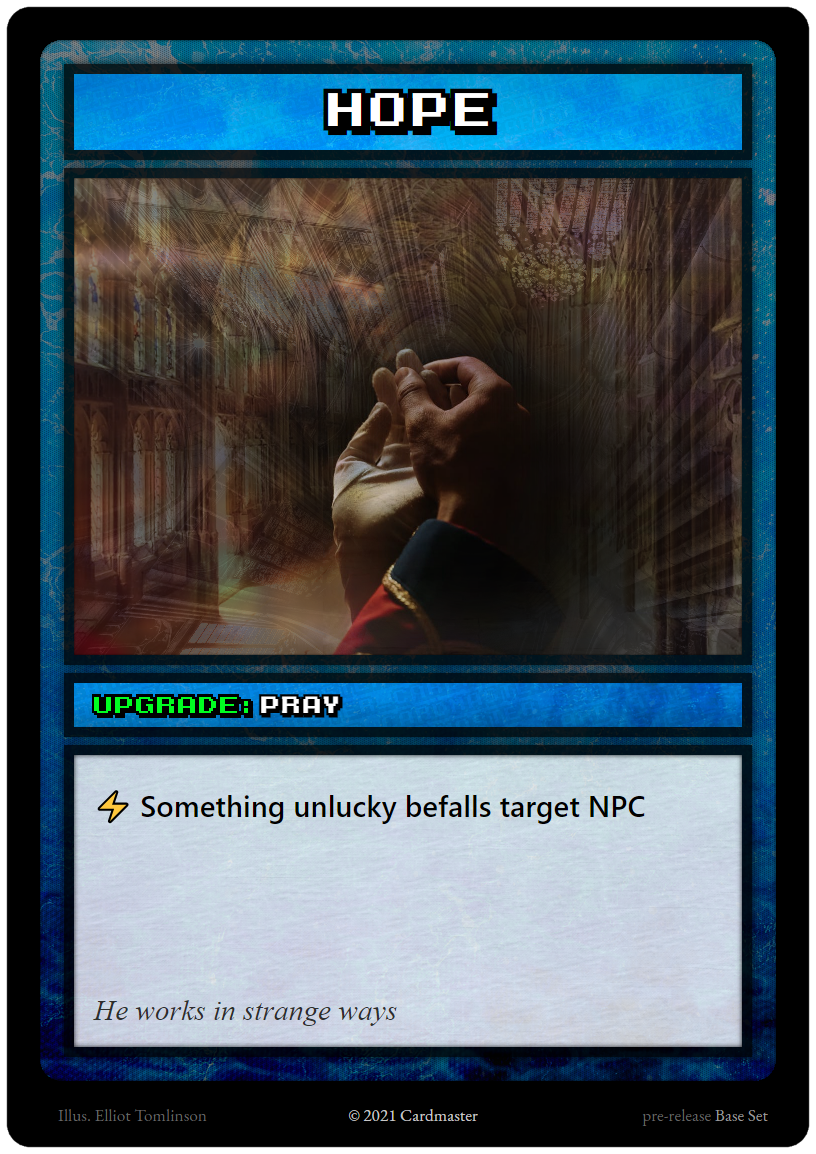 HOPE
UPGRADE: PRAY
⚡ Something unlucky befalls target NPC
He works in strange ways
Illus. Elliot Tomlinson © 2021 Cardmaster pre-release Base Set